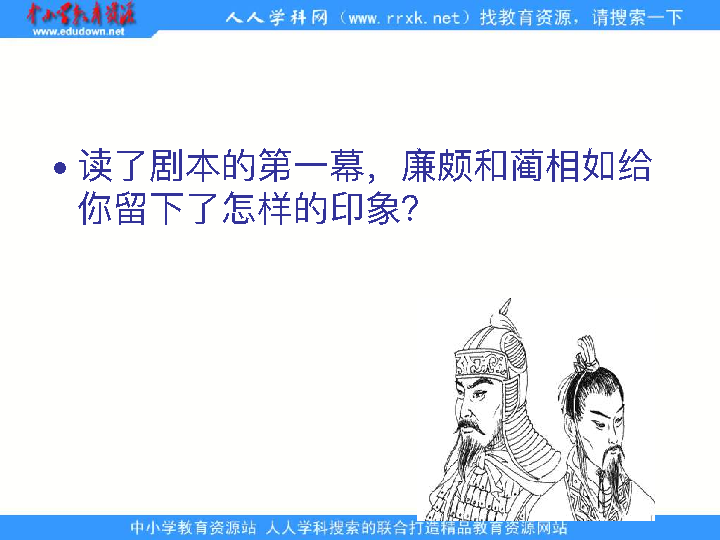 中小学教育资源
www.edudown.net
人人学科网（www.rrxk.net）找教育资源，请搜索一下
• 读了剧本的第一幕，廉颇和蔺相如给
你留下了怎样的印象？
中小学教育资源站 人人学科搜索的联合打造精品教育资源网站